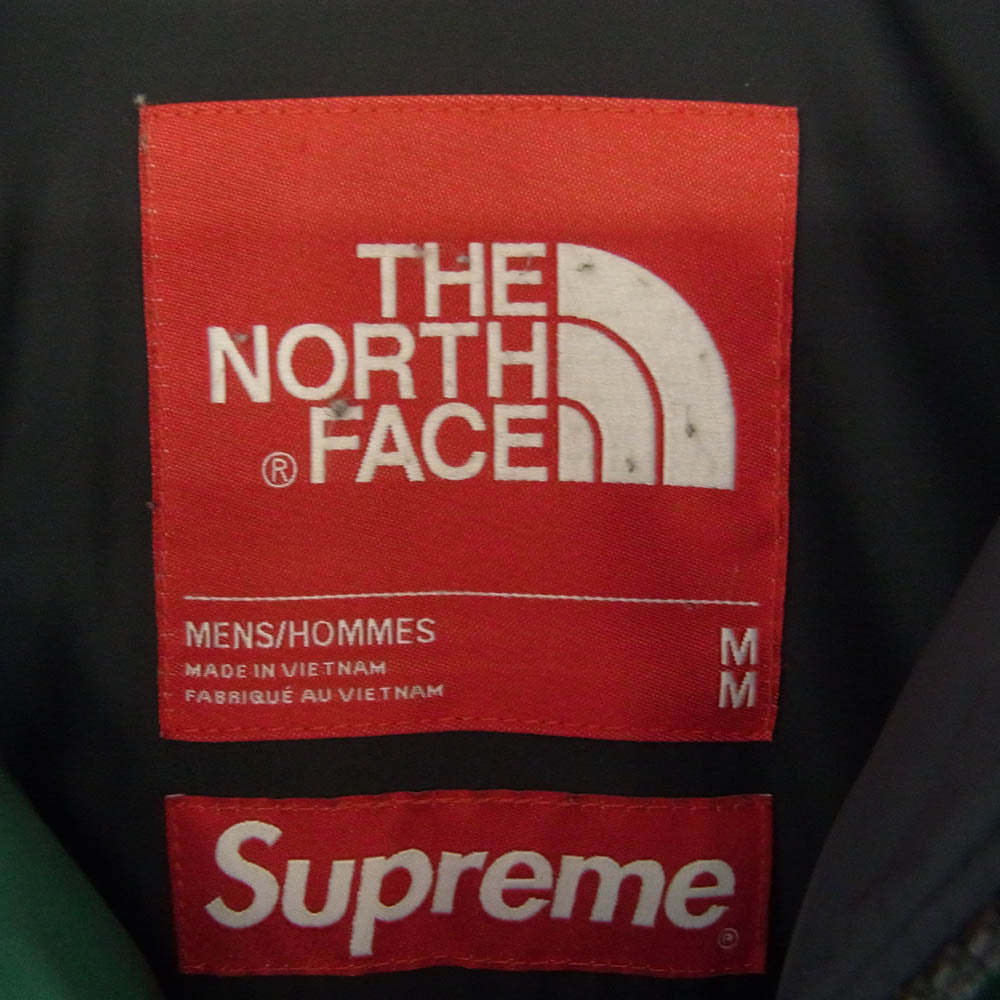 THE
NORTH
® FACE
MENS/HOMMES M
MADE IN VIETNAM
FABRIQUÉ AU VIETNAM M
Supreme ®